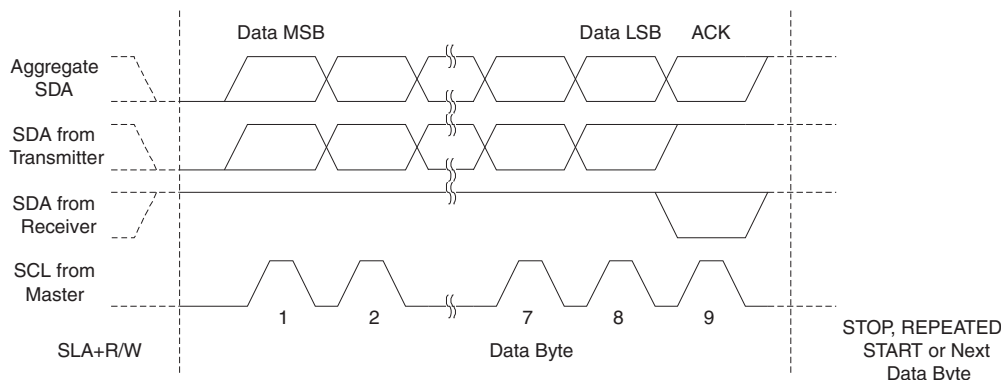 Data MSB
Data LSB
ACK
Aggregate
SDA
SDA from
Transmitter
SDA from
Receiver
SCL from
Master
1
2
7
8
9
SLA+R/W
Data Byte
STOP, REPEATED
START or Next
Data Byte